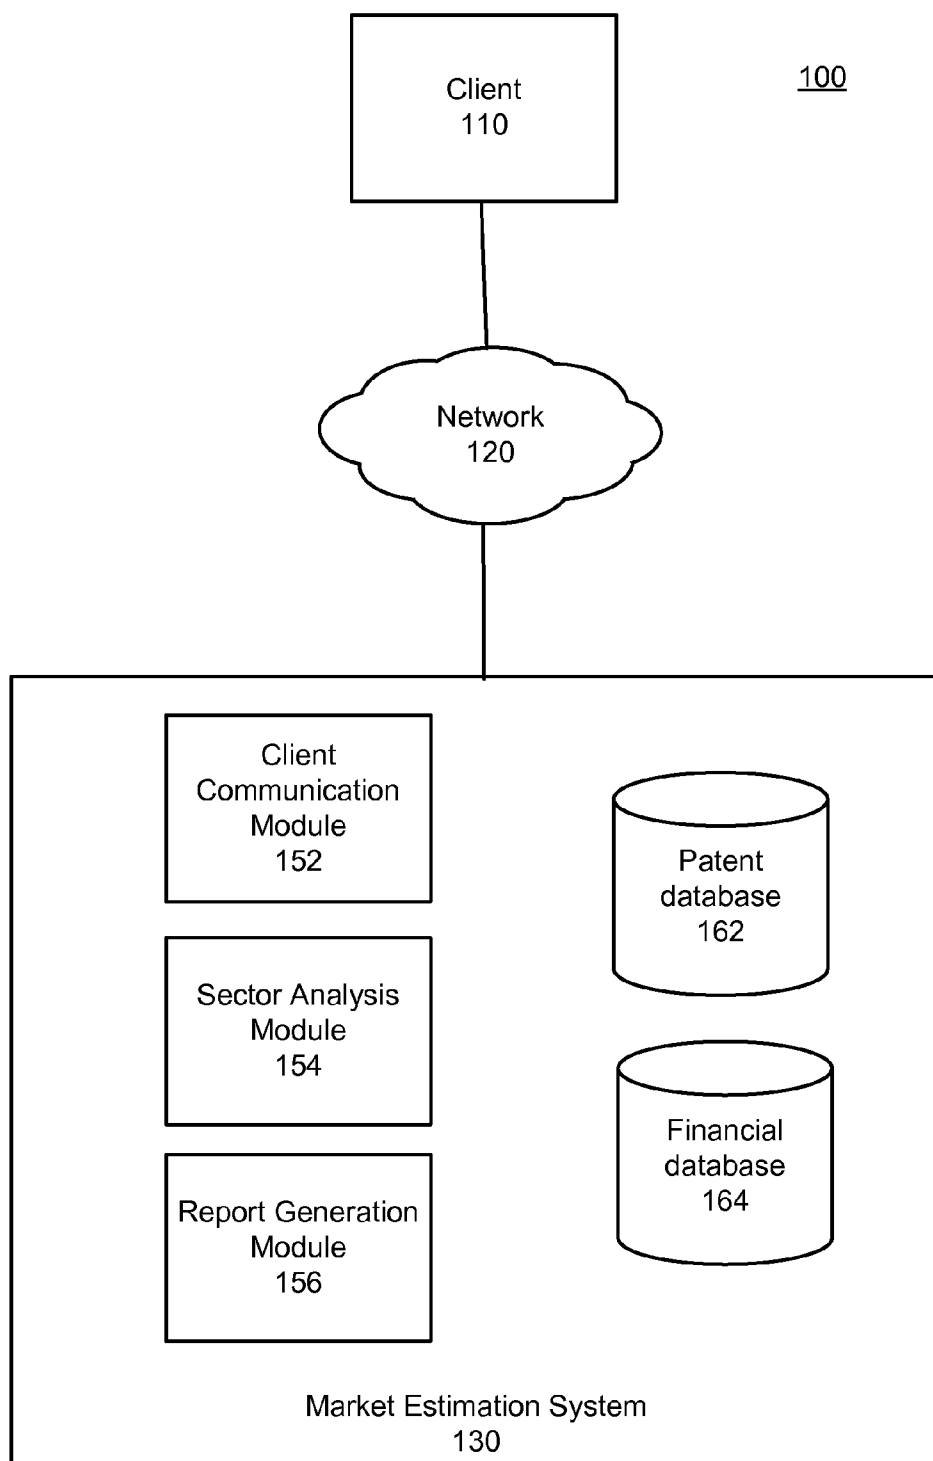 Client
110
100
Network
120
Client
Communication
Module
152
Patent
database
162
Sector Analysis
Module
154
Financial
database
164
Report Generation
Module
156
Market Estimation System
130